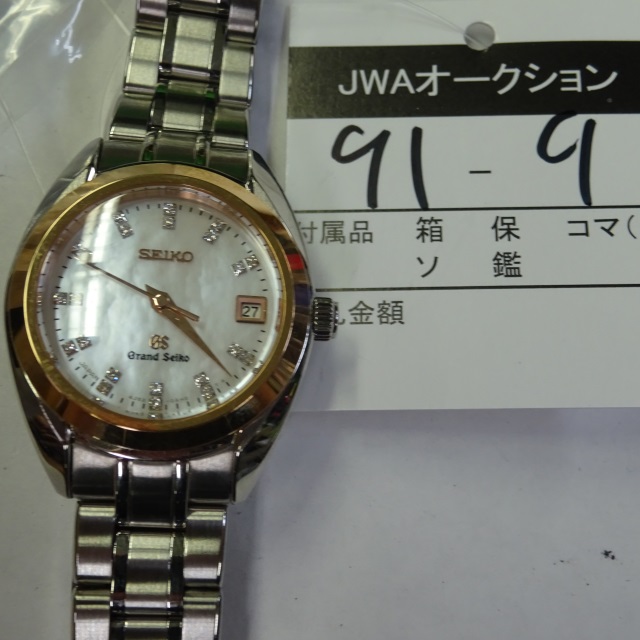 JWAオークション
91-9
付属品 箱 保 コマ(
ソ 鑑
金額
SEIKO
27
GS
Grand Seiko